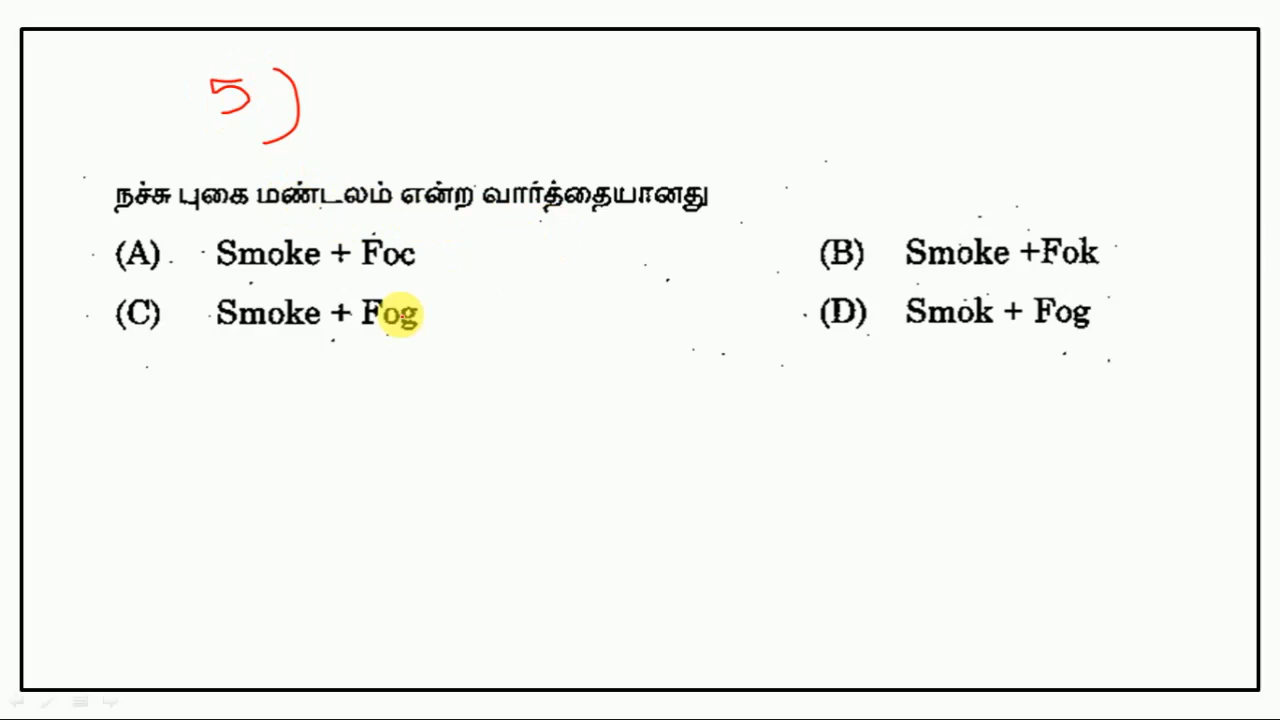 5)
நச்சு புகை மண்டலம் என்ற வார்த்தையானது
(A) Smoke + Foc (B) Smoke +Fok
(C) Smoke + Fog (D) Smok + Fog